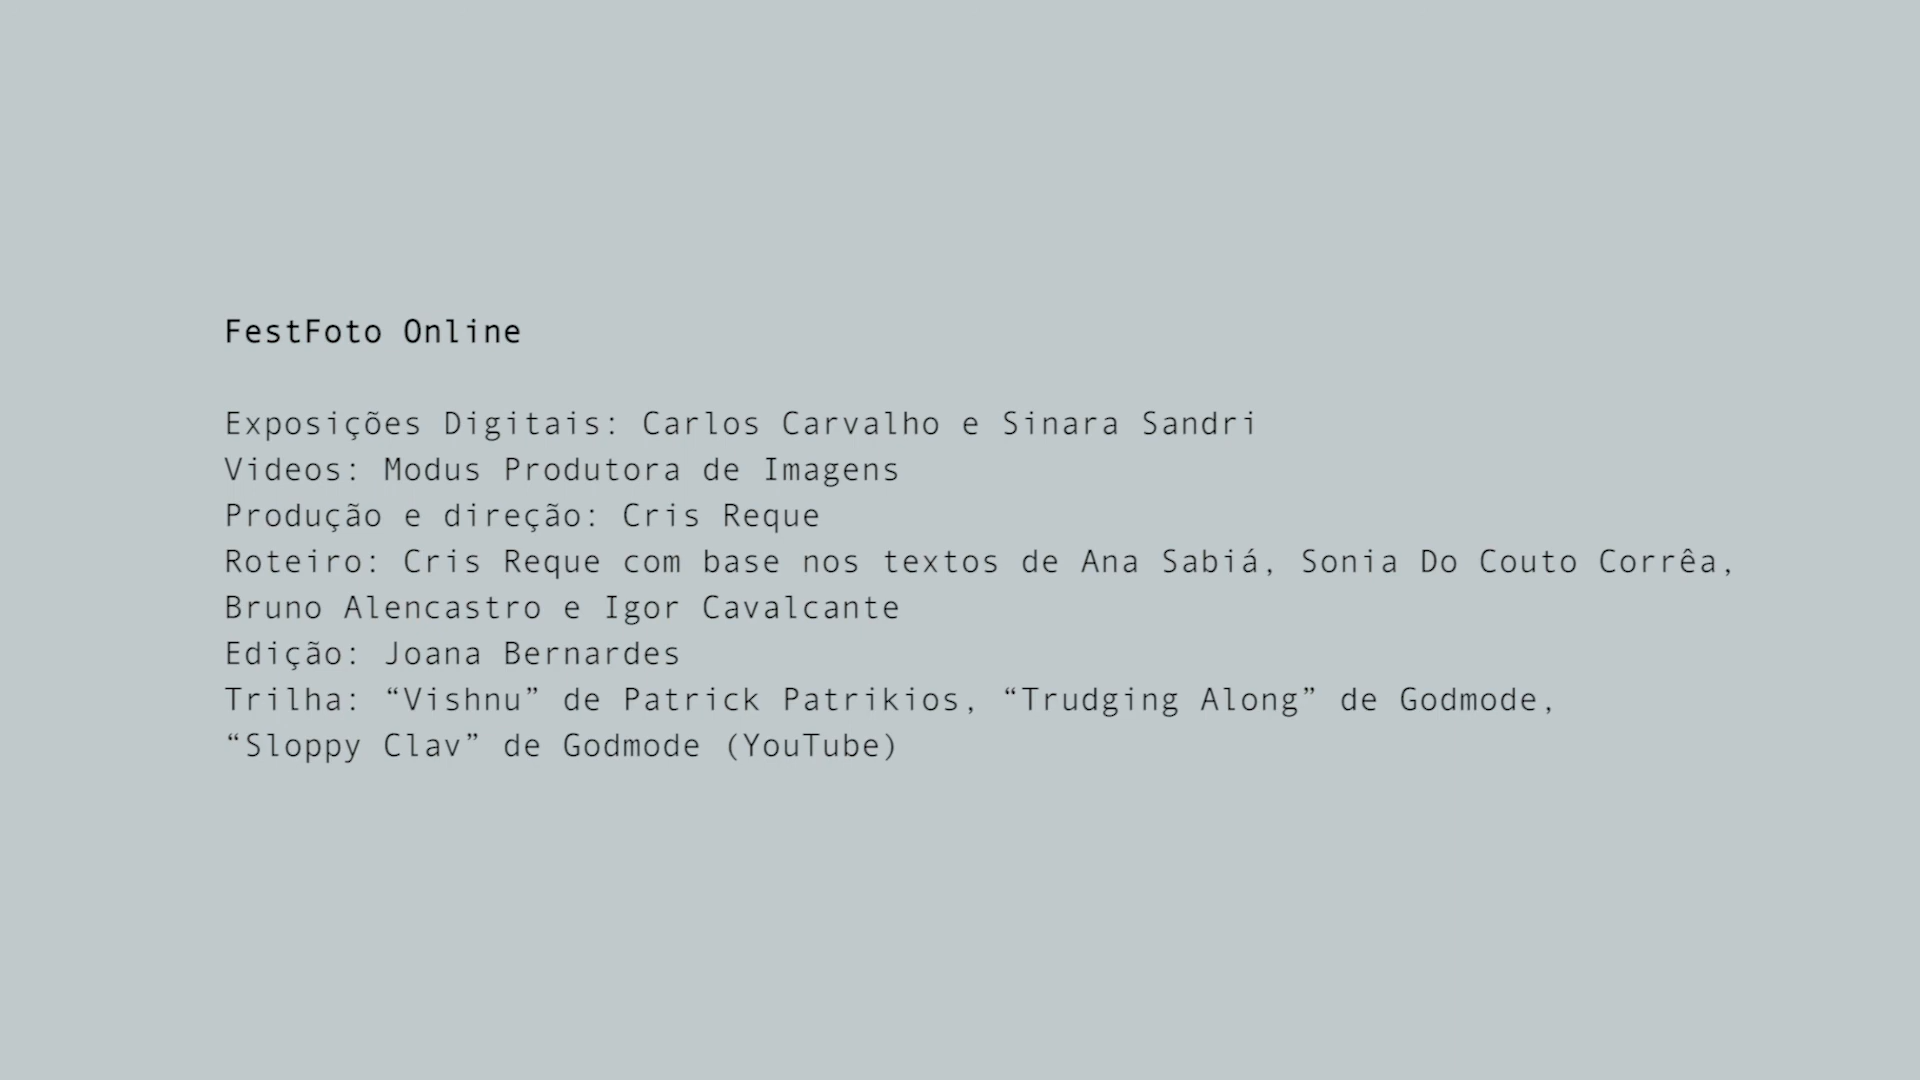 FestFoto Online
Exposições Digitais: Carlos Carvalho e Sinara Sandri
Videos: Modus Produtora de Imagens
Produção e direção: Cris Reque
Roteiro: Cris Reque com base nos textos de Ana Sabiá, Sonia Do Couto Corrêa,
Bruno Alencastro e Igor Cavalcante
Edição: Joana Bernardes
Trilha: “Vishnu” de Patrick Patrikios, “Trudging Along” de Godmode,
“Sloppy Clav” de Godmode (YouTube)